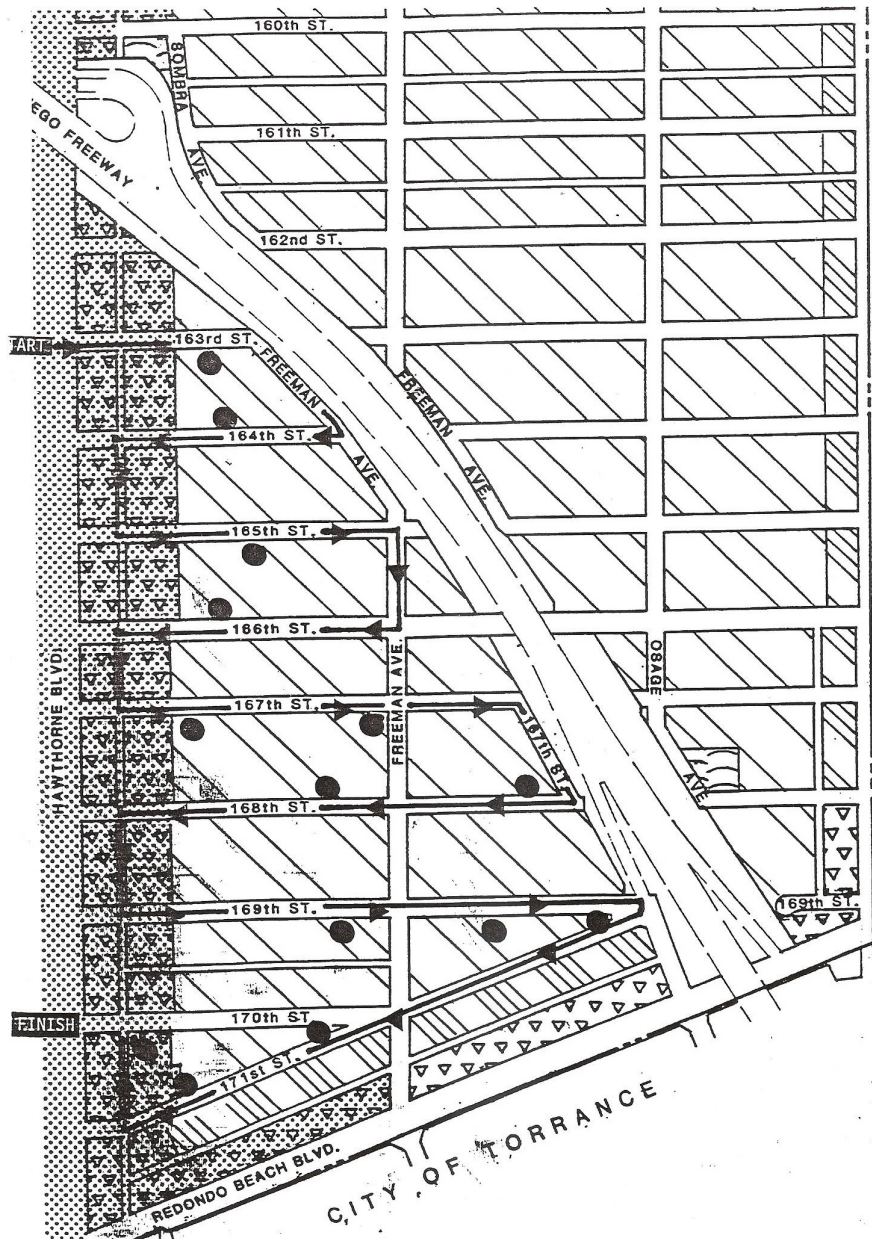 160th ST.
BOMBRA
AVE.
161th ST.
EGO FREEWAY
162nd ST.
TART
163rd ST.
FREEMAN
AVE.
FREEMAN
AVE.
164th ST.
165th ST.
166th ST.
HAWTHORNE BLVD.
FREEMAN AVE.
OSAGE
AVE
167th ST.
167th ST.
168th ST.
169th ST.
169th ST.
FINISH
170th ST
171st ST.
REDONDO BEACH BLVD.
CITY OF TORRANCE